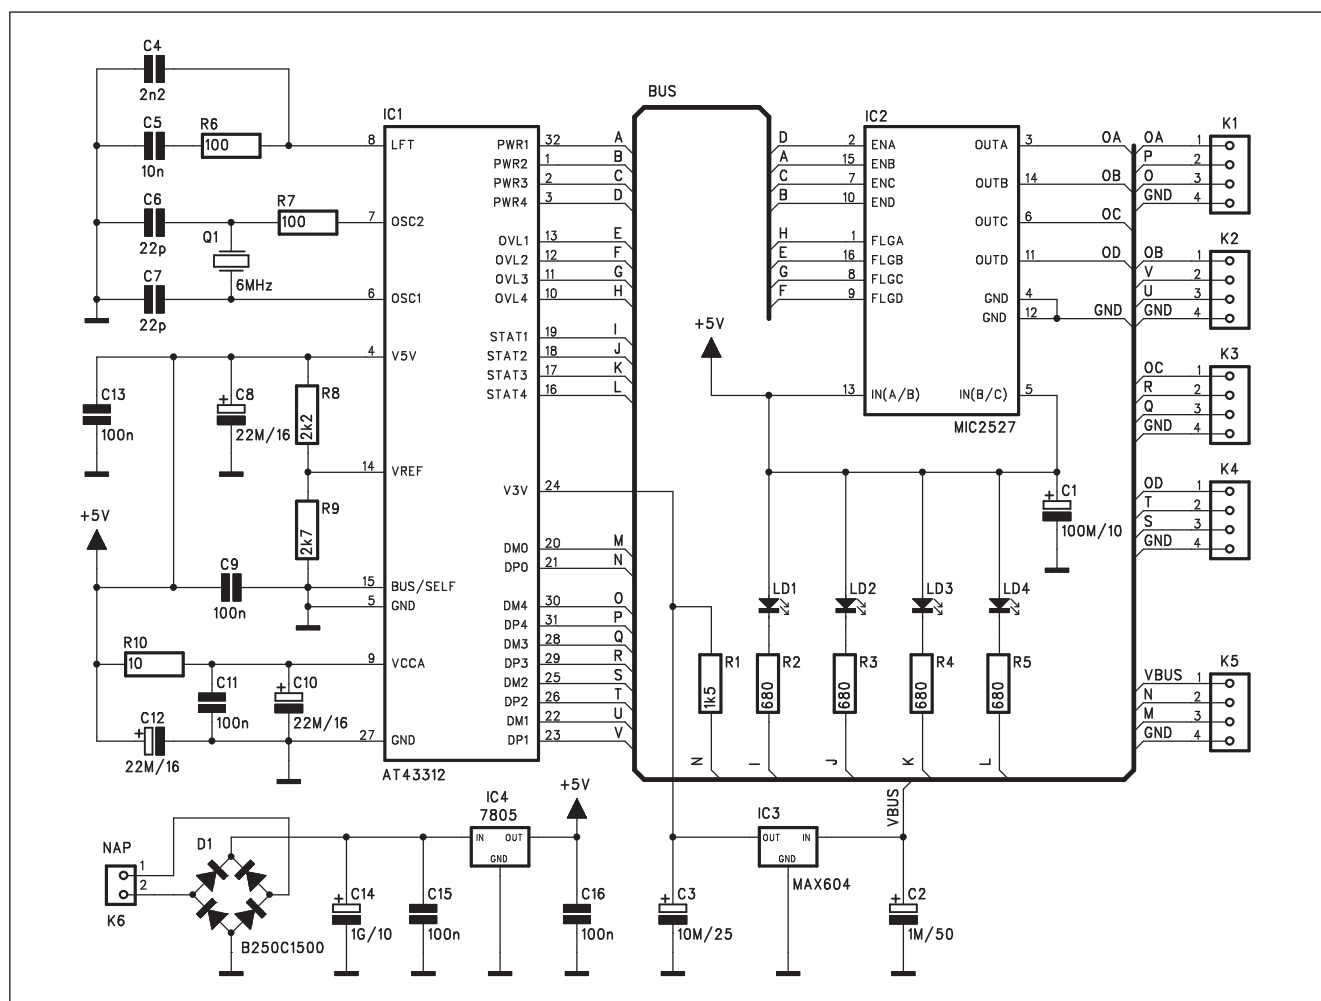 C4
2n2
C5
10n
R6
100
C6
22p
R7
100
Q1
6MHz
C7
22p
C13
100n
C8
22M/16
R8
2k2
R9
2k7
+5V
C9
100n
R10
10
C11
100n
C10
22M/16
C12
22M/16
IC1
8 LFT
7 OSC2
6 OSC1
4 V5V
14 VREF
15 BUS/SELF
5 GND
9 VCCA
27 GND
PWR1 32 A
PWR2 1 B
PWR3 2 C
PWR4 3 D
OVL1 13 E
OVL2 12 F
OVL3 11 G
OVL4 10 H
STAT1 19 I
STAT2 18 J
STAT3 17 K
STAT4 16 L
V3V 24
DM0 20 M
DP0 21 N
DM4 30 O
DP4 31 P
DM3 28 Q
DP3 29 R
DM2 25 S
DP2 26 T
DM1 22 U
DP1 23 V
AT43312
BUS
IC2
D 2 ENA
A 15 ENB
C 7 ENC
B 10 END
H 1 FLGA
E 16 FLGB
G 8 FLGC
F 9 FLGD
13 IN(A/B)
OUTA 3 OA
OUTB 14 OB
OUTC 6 OC
OUTD 11 OD
GND 4
GND 12 GND
IN(B/C) 5
MIC2527
+5V
C1
100M/10
LD1
LD2
LD3
LD4
R1
1k5
R2
680
R3
680
R4
680
R5
680
N
I
J
K
L
VBUS
K1
OA 1
P 2
O 3
GND 4
K2
OB 1
V 2
U 3
GND 4
K3
OC 1
R 2
Q 3
GND 4
K4
OD 1
T 2
S 3
GND 4
K5
VBUS 1
N 2
M 3
GND 4
NAP
1
2
K6
D1
B250C1500
C14
1G/10
C15
100n
IC4
7805
IN OUT
GND
+5V
C16
100n
C3
10M/25
IC3
OUT IN
GND
MAX604
C2
1M/50